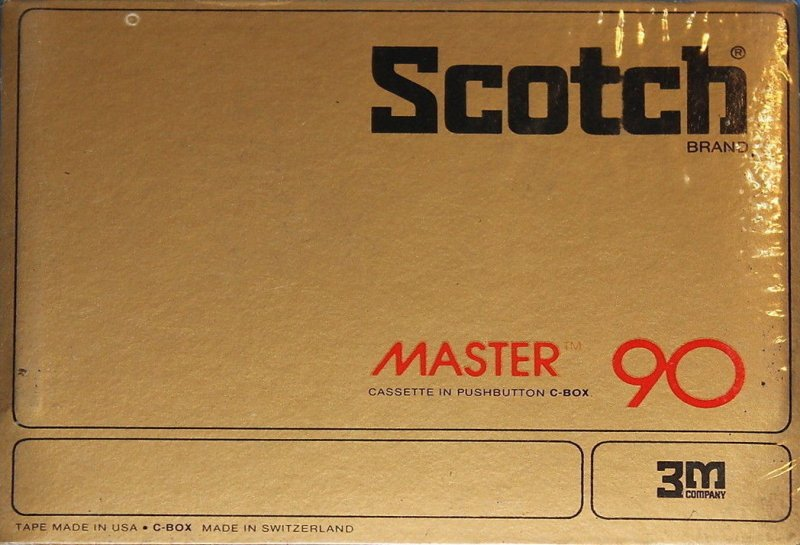 Scotch®
BRAND
MASTER™ 90
CASSETTE IN PUSHBUTTON C-BOX
3M
COMPANY
TAPE MADE IN USA • C-BOX MADE IN SWITZERLAND